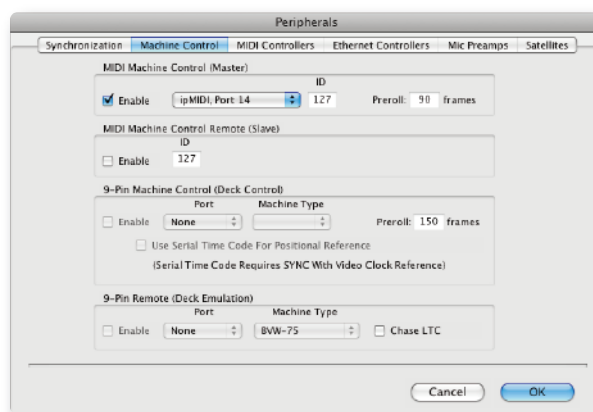 Peripherals
Synchronization Machine Control MIDI Controllers Ethernet Controllers Mic Preamps Satellites
MIDI Machine Control (Master)
ID
Enable ipMIDI, Port 14 127 Preroll: 90 frames
MIDI Machine Control Remote (Slave)
ID
Enable 127
9-Pin Machine Control (Deck Control)
Port Machine Type
Enable None Preroll: 150 frames
Use Serial Time Code For Positional Reference
(Serial Time Code Requires SYNC With Video Clock Reference)
9-Pin Remote (Deck Emulation)
Port Machine Type
Enable None BVW-75 Chase LTC
Cancel OK